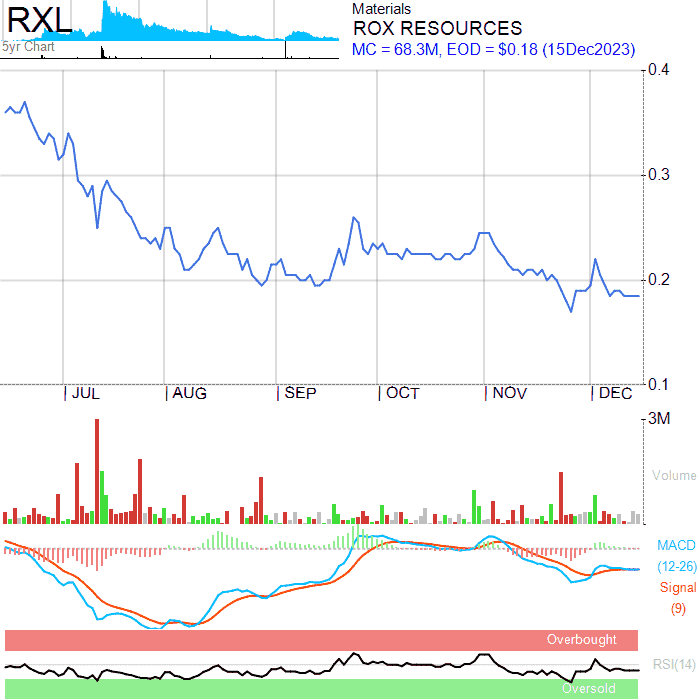 RXL
5yr Chart
Materials
ROX RESOURCES
MC = 68.3M, EOD = $0.18 (15Dec2023)
0.4
0.3
0.2
0.1
JUL AUG SEP OCT NOV DEC
3M
Volume
MACD
(12-26)
Signal
(9)
Overbought
RSI(14)
Oversold